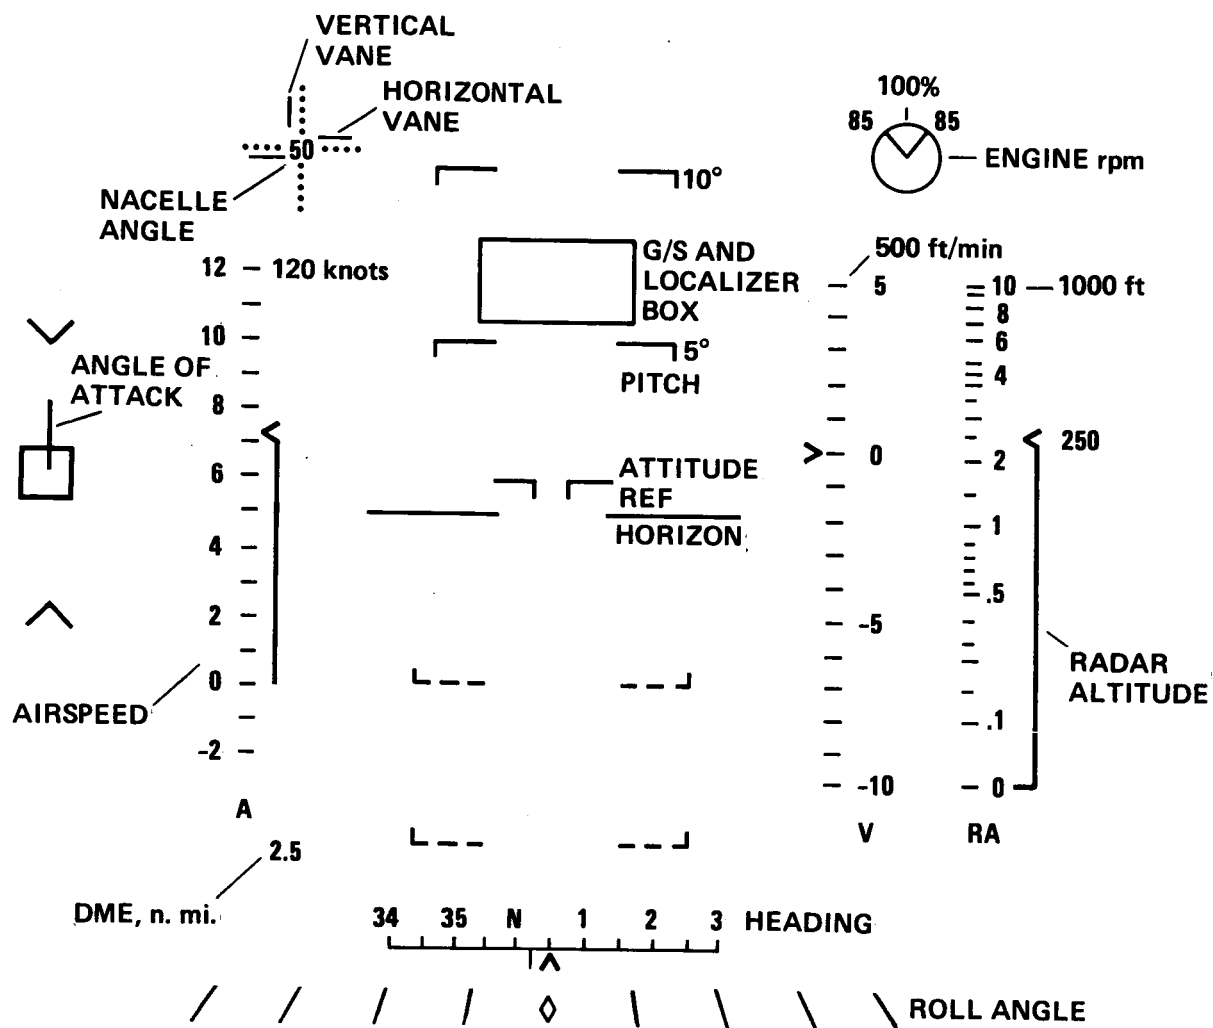 VERTICAL
VANE
HORIZONTAL
VANE
50
NACELLE
ANGLE
100%
85 85
ENGINE rpm
10°
G/S AND
LOCALIZER
BOX
5°
PITCH
ATTITUDE
REF
HORIZON
ANGLE OF
ATTACK
12 120 knots
10
8
6
4
2
0
-2
A
AIRSPEED
2.5
DME, n. mi.
500 ft/min
5
0
-5
-10
V
10 1000 ft
8
6
4
2
1
.5
.1
0
RA
250
RADAR
ALTITUDE
34 35 N 1 2 3 HEADING
ROLL ANGLE